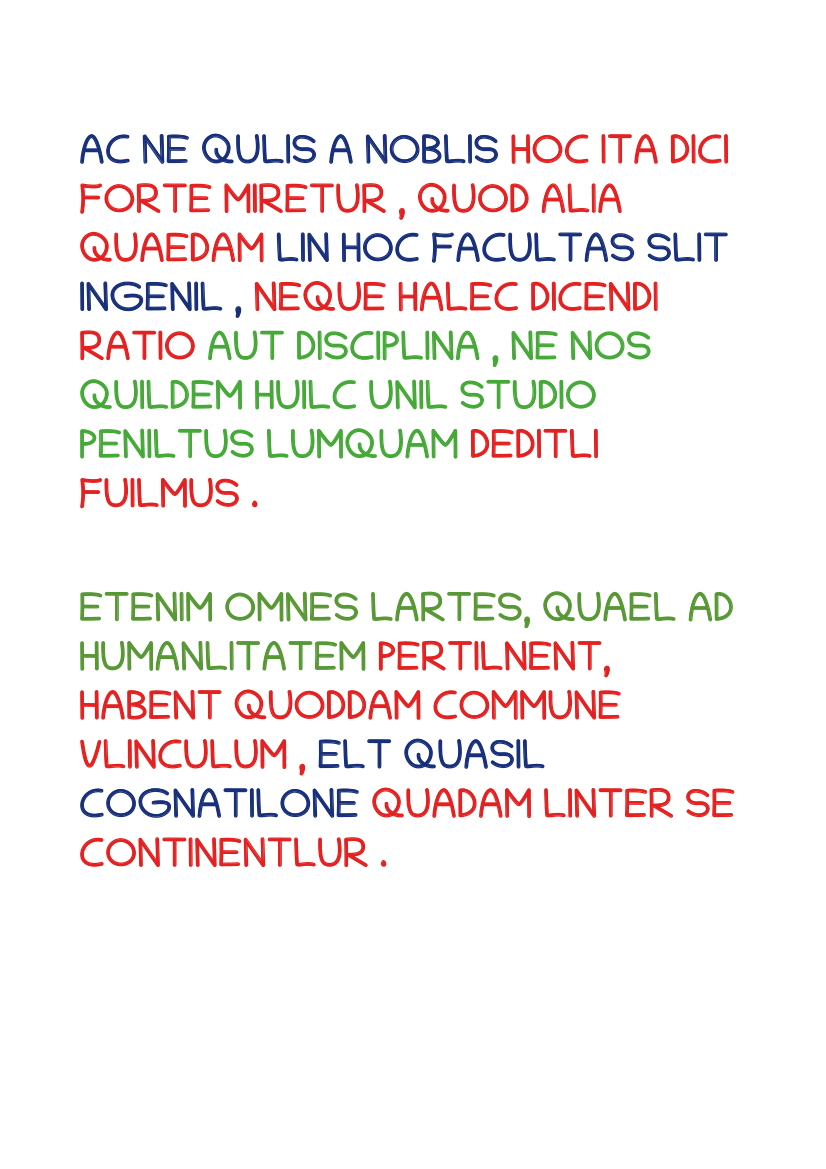 AC NE QULIS A NOBLIS HOC ITA DICI
FORTE MIRETUR , QUOD ALIA
QUAEDAM LIN HOC FACULTAS SLIT
INGENIL , NEQUE HALEC DICENDI
RATIO AUT DISCIPLINA , NE NOS
QUILDEM HUILC UNIL STUDIO
PENILTUS LUMQUAM DEDITLI
FUILMUS .
ETENIM OMNES LARTES, QUAEL AD
HUMANLITATEM PERTILNENT,
HABENT QUODDAM COMMUNE
VLINCULUM , ELT QUASIL
COGNATILONE QUADAM LINTER SE
CONTINENTLUR .